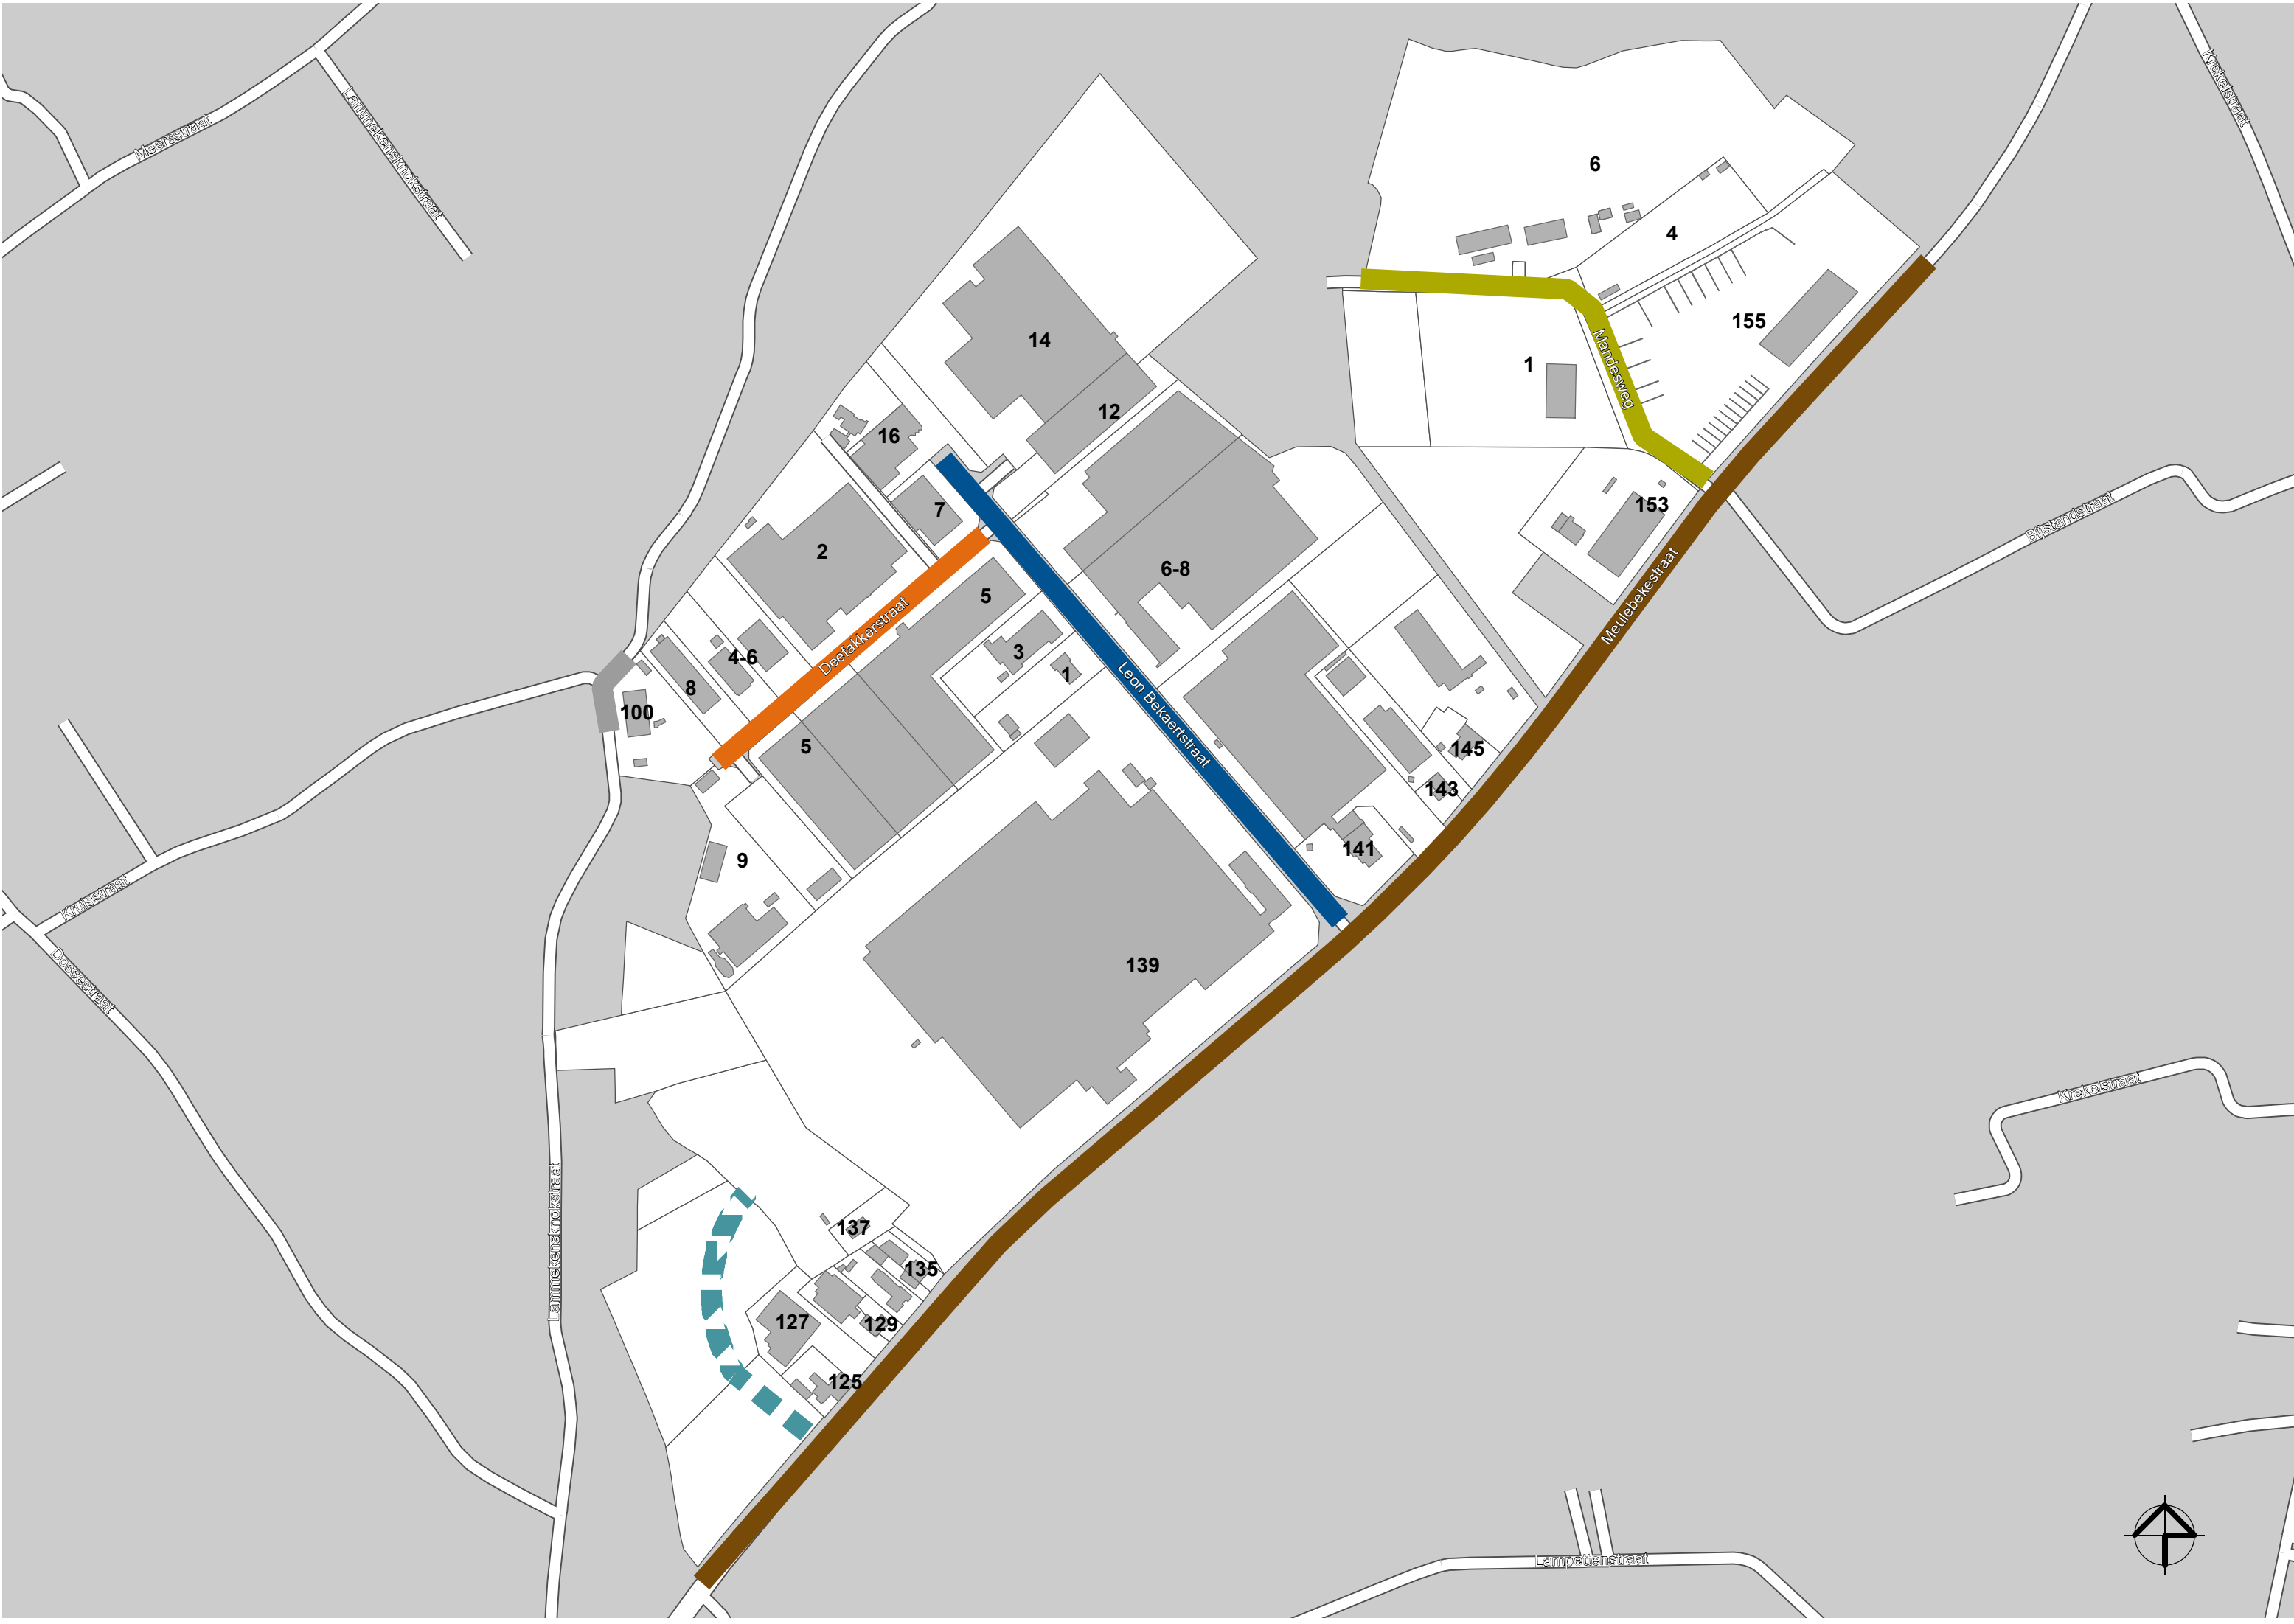 Krekelstraat
Lammekensknokstraat
Meersstraat
6
4
155
14
1
Mandesweg
12
16
153
7
Bijlstandstraat
2
6-8
5
Meulebekestraat
Deefakkerstraat
3
4-6
1
8
100
Leon Bekaertstraat
5
145
143
141
9
Kruisstraat
139
Dossestraat
Krekelstraat
Lammekensknokstraat
137
135
127
129
125
Lampettenstraat